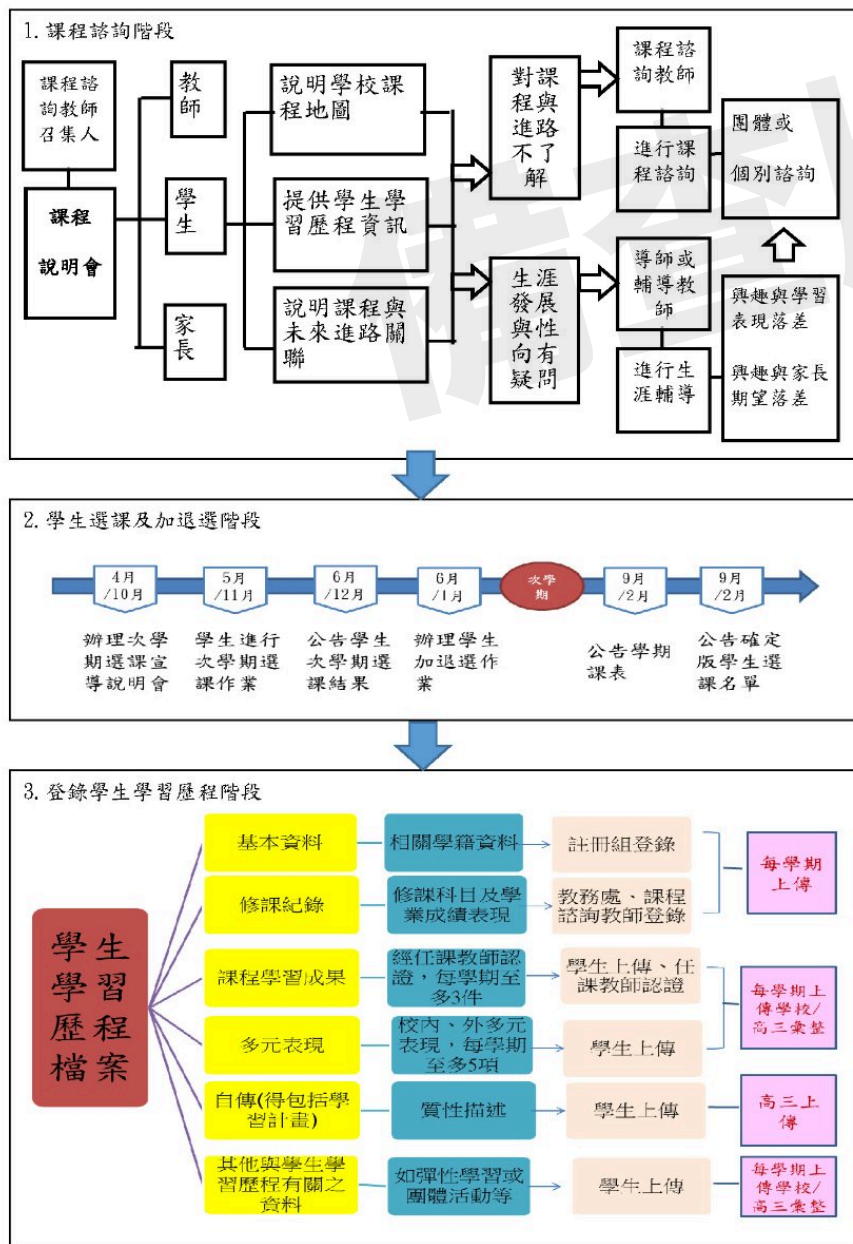 1.課程諮詢階段
課程諮
詢教師
召集人
課程
說明會
教
師
學
生
家
長
說明學校課
程地圖
提供學生學
習歷程資訊
說明課程與
未來進路關
聯
對課
程與
進路
不了
解
生涯
發展
與性
向有
疑問
課程諮
詢教師
進行課
程諮詢
團體或
個別諮詢
導師或
輔導教
師
進行生
涯輔導
興趣與學習
表現落差
興趣與家長
期望落差
備查
2.學生選課及加退選階段
4月
/10月
辦理次學
期選課宣
導說明會
5月
/11月
學生進行
次學期選
課作業
6月
/12月
公告學生
次學期選
課結果
6月
/1月
辦理學生
加退選作
業
次學
期
9月
/2月
公告學期
課表
9月
/2月
公告確定
版學生選
課名單
3.登錄學生學習歷程階段
學生
學習
歷程
檔案
基本資料
相關學籍資料
註冊組登錄
修課紀錄
修課科目及學
業成績表現
教務處、課程
諮詢教師登錄
每學期
上傳
課程學習成果
經任課教師認
證，每學期至
多3件
學生上傳、任
課教師認證
多元表現
校內、外多元
表現，每學期
至多5項
學生上傳
每學期上
傳學校/
高三彙整
自傳(得包括學
習計畫)
質性描述
學生上傳
高三上
傳
其他與學生學
習歷程有關之
資料
如彈性學習或
團體活動等
學生上傳
每學期上
傳學校/
高三彙整